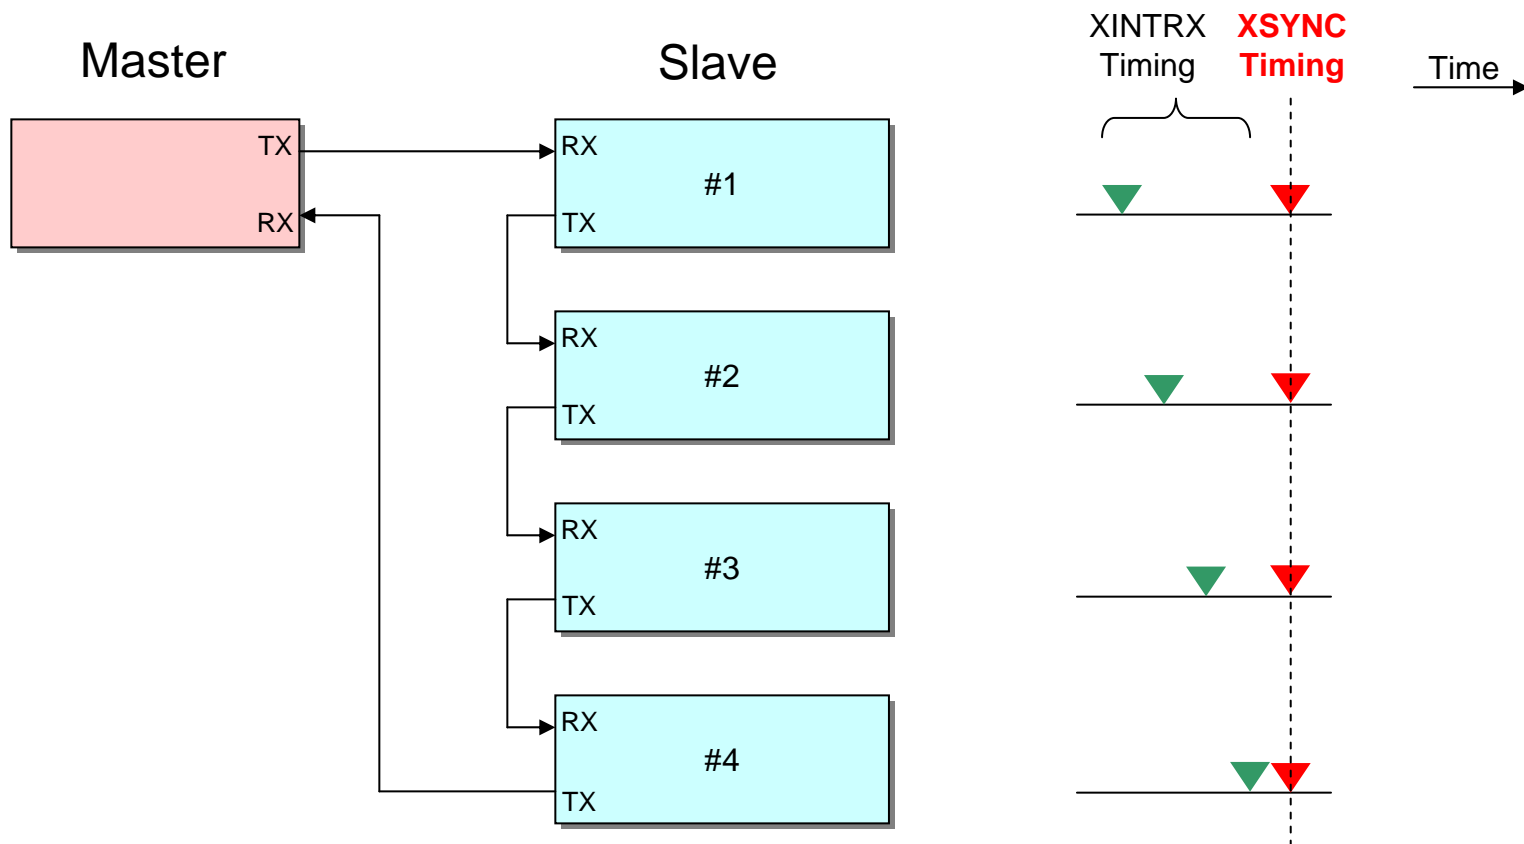 Master
Slave
XINTRX
Timing
XSYNC
Timing
Time
TX
RX
RX
#1
TX
RX
#2
TX
RX
#3
TX
RX
#4
TX